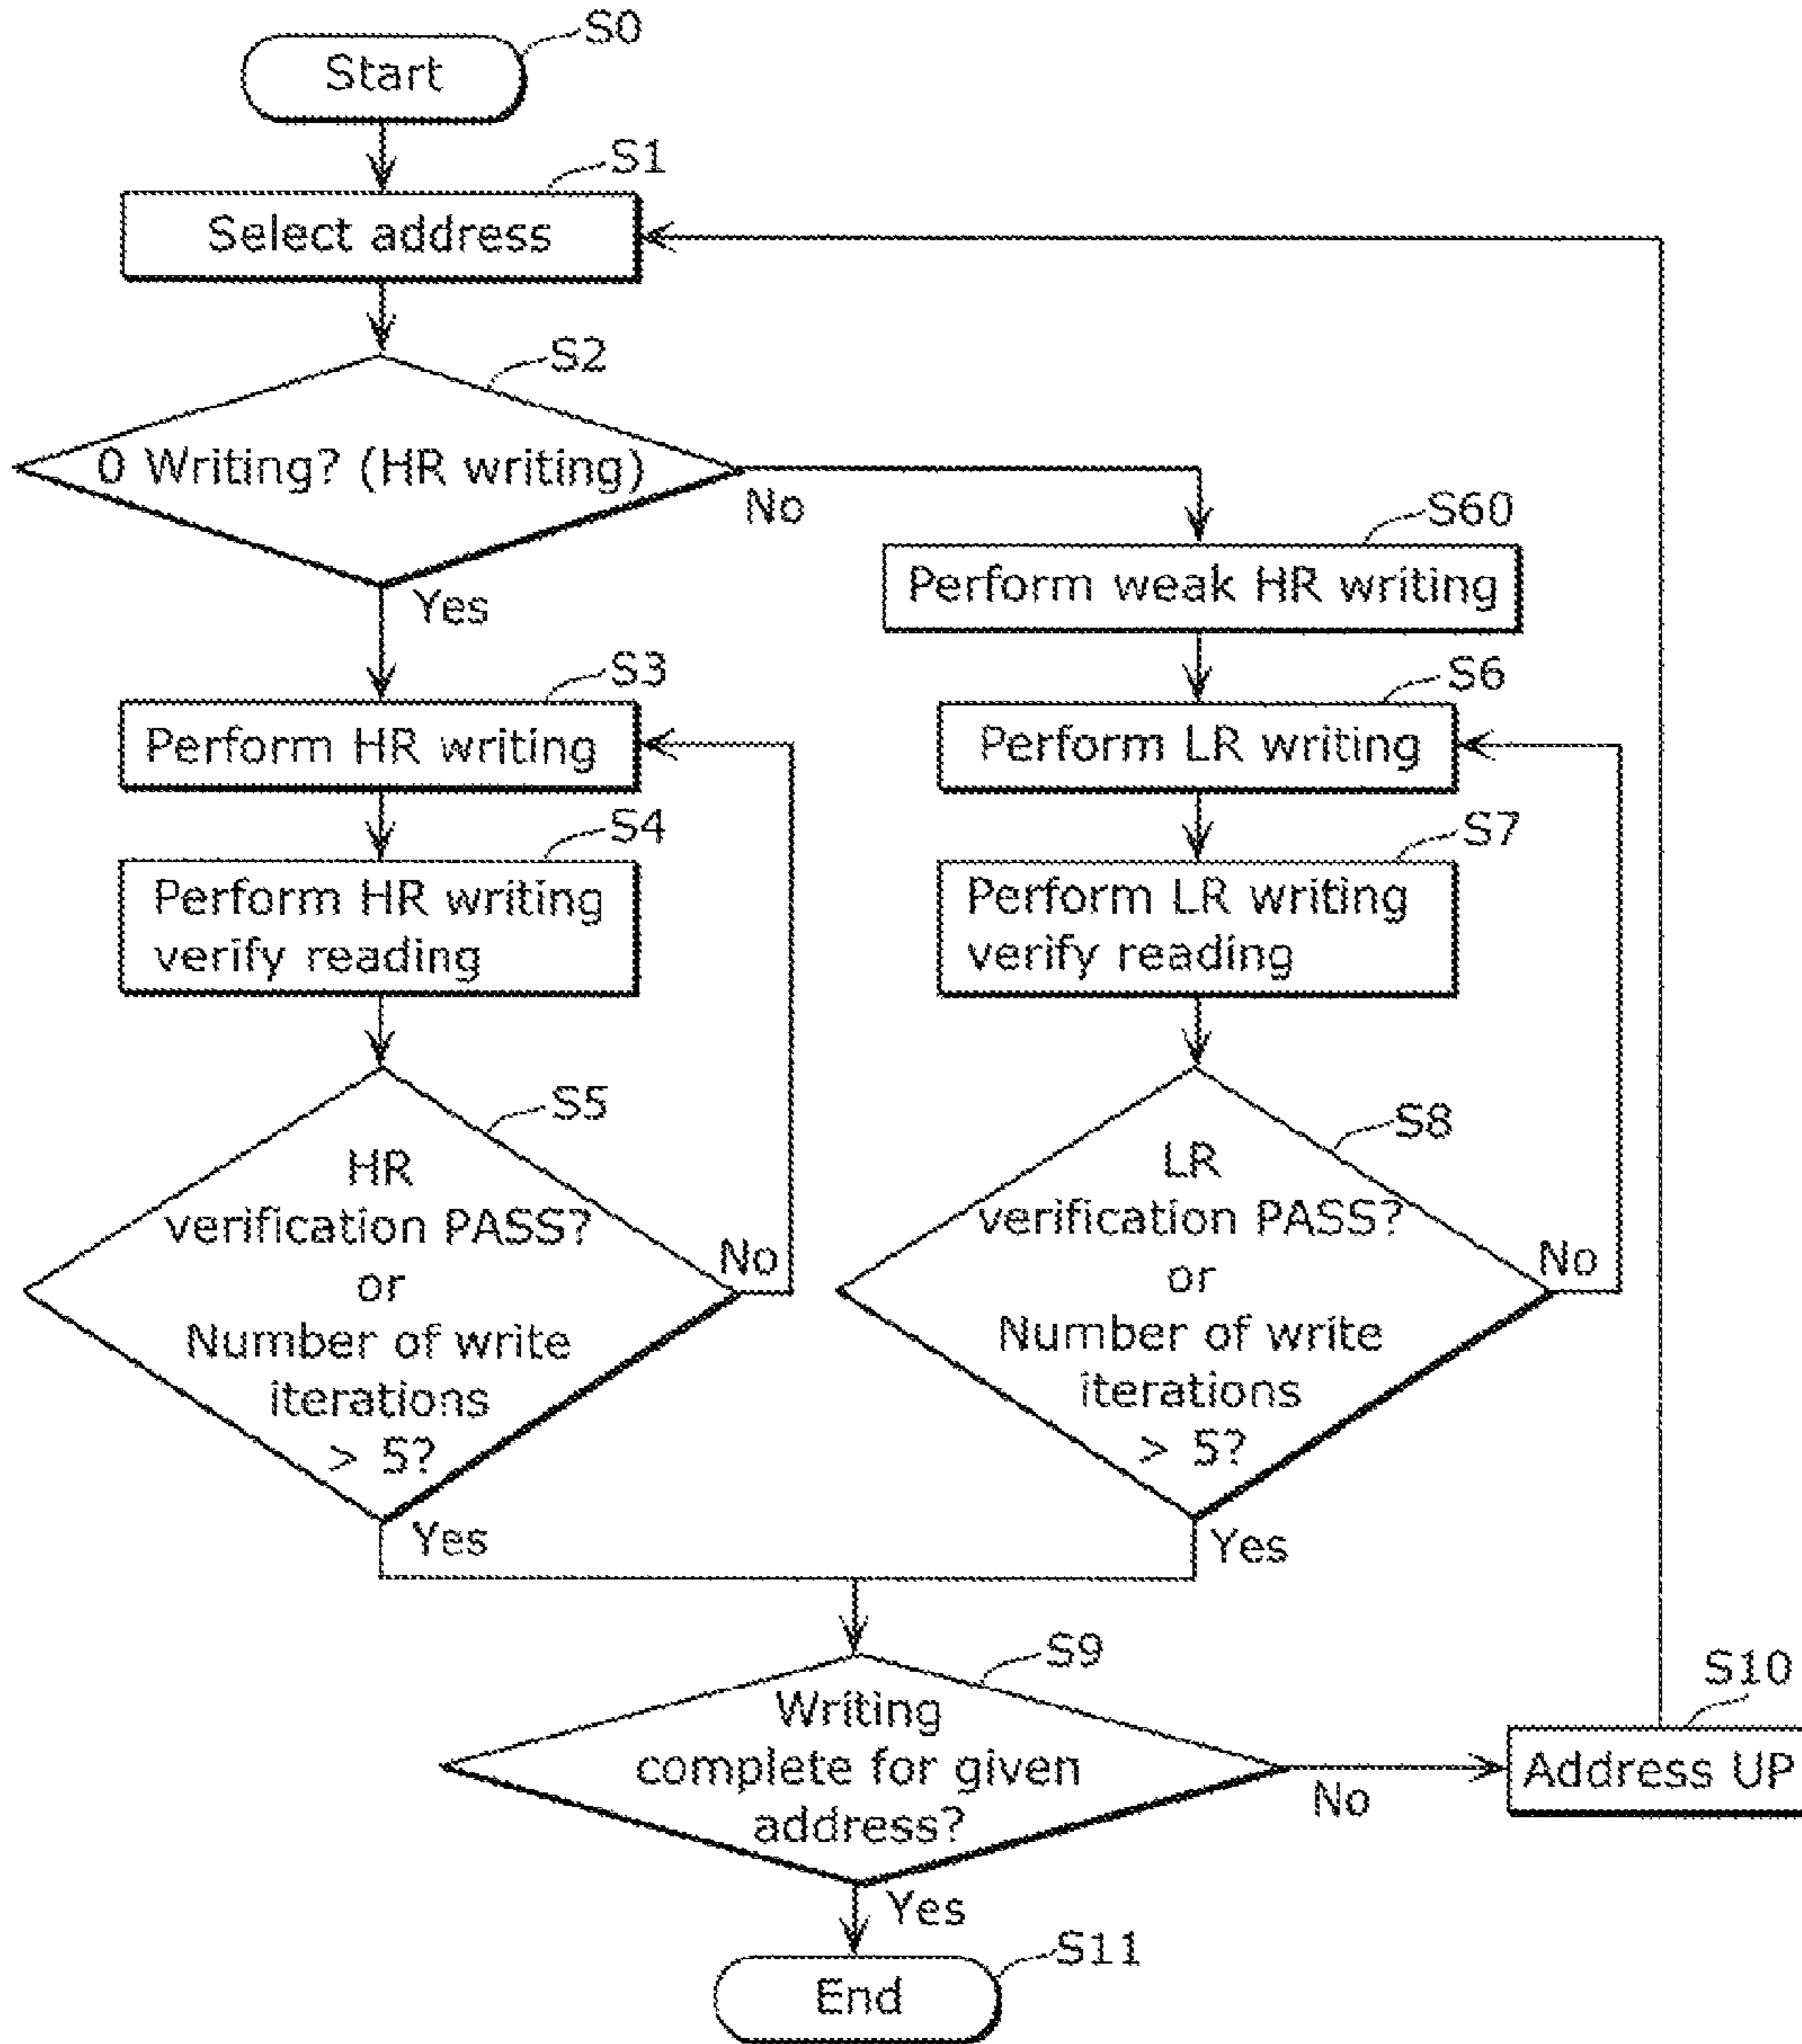 S0
Start
S1
Select address
S2
0 Writing? (HR writing)
No
Yes
S60
Perform weak HR writing
S3
Perform HR writing
S6
Perform LR writing
S4
Perform HR writing
verify reading
S7
Perform LR writing
verify reading
S5
HR
verification PASS?
or
Number of write
iterations
> 5?
No
Yes
S8
LR
verification PASS?
or
Number of write
iterations
> 5?
No
Yes
S9
Writing
complete for given
address?
No
S10
Address UP
Yes
S11
End